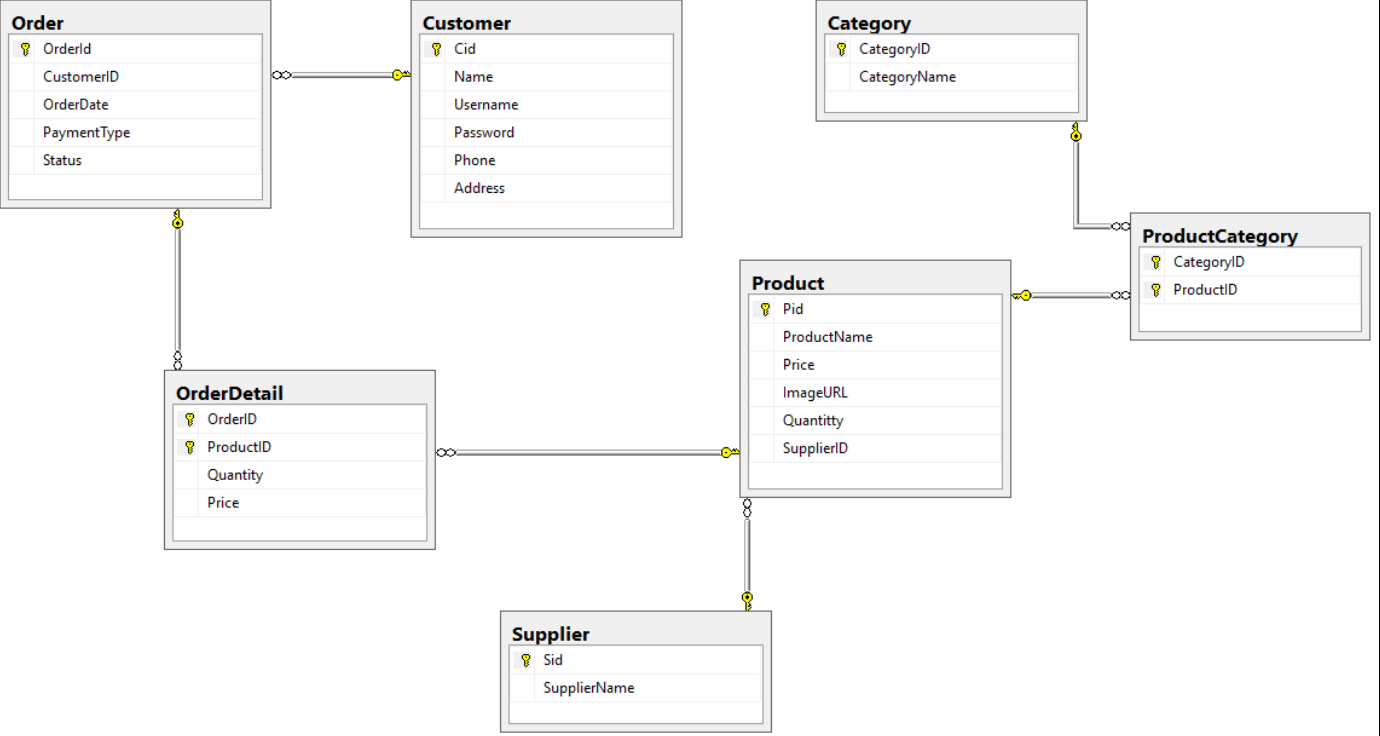 Order
OrderId
CustomerID
OrderDate
PaymentType
Status
Customer
Cid
Name
Username
Password
Phone
Address
Category
CategoryID
CategoryName
ProductCategory
CategoryID
ProductID
Product
Pid
ProductName
Price
ImageURL
Quantitty
SupplierID
OrderDetail
OrderID
ProductID
Quantity
Price
Supplier
Sid
SupplierName